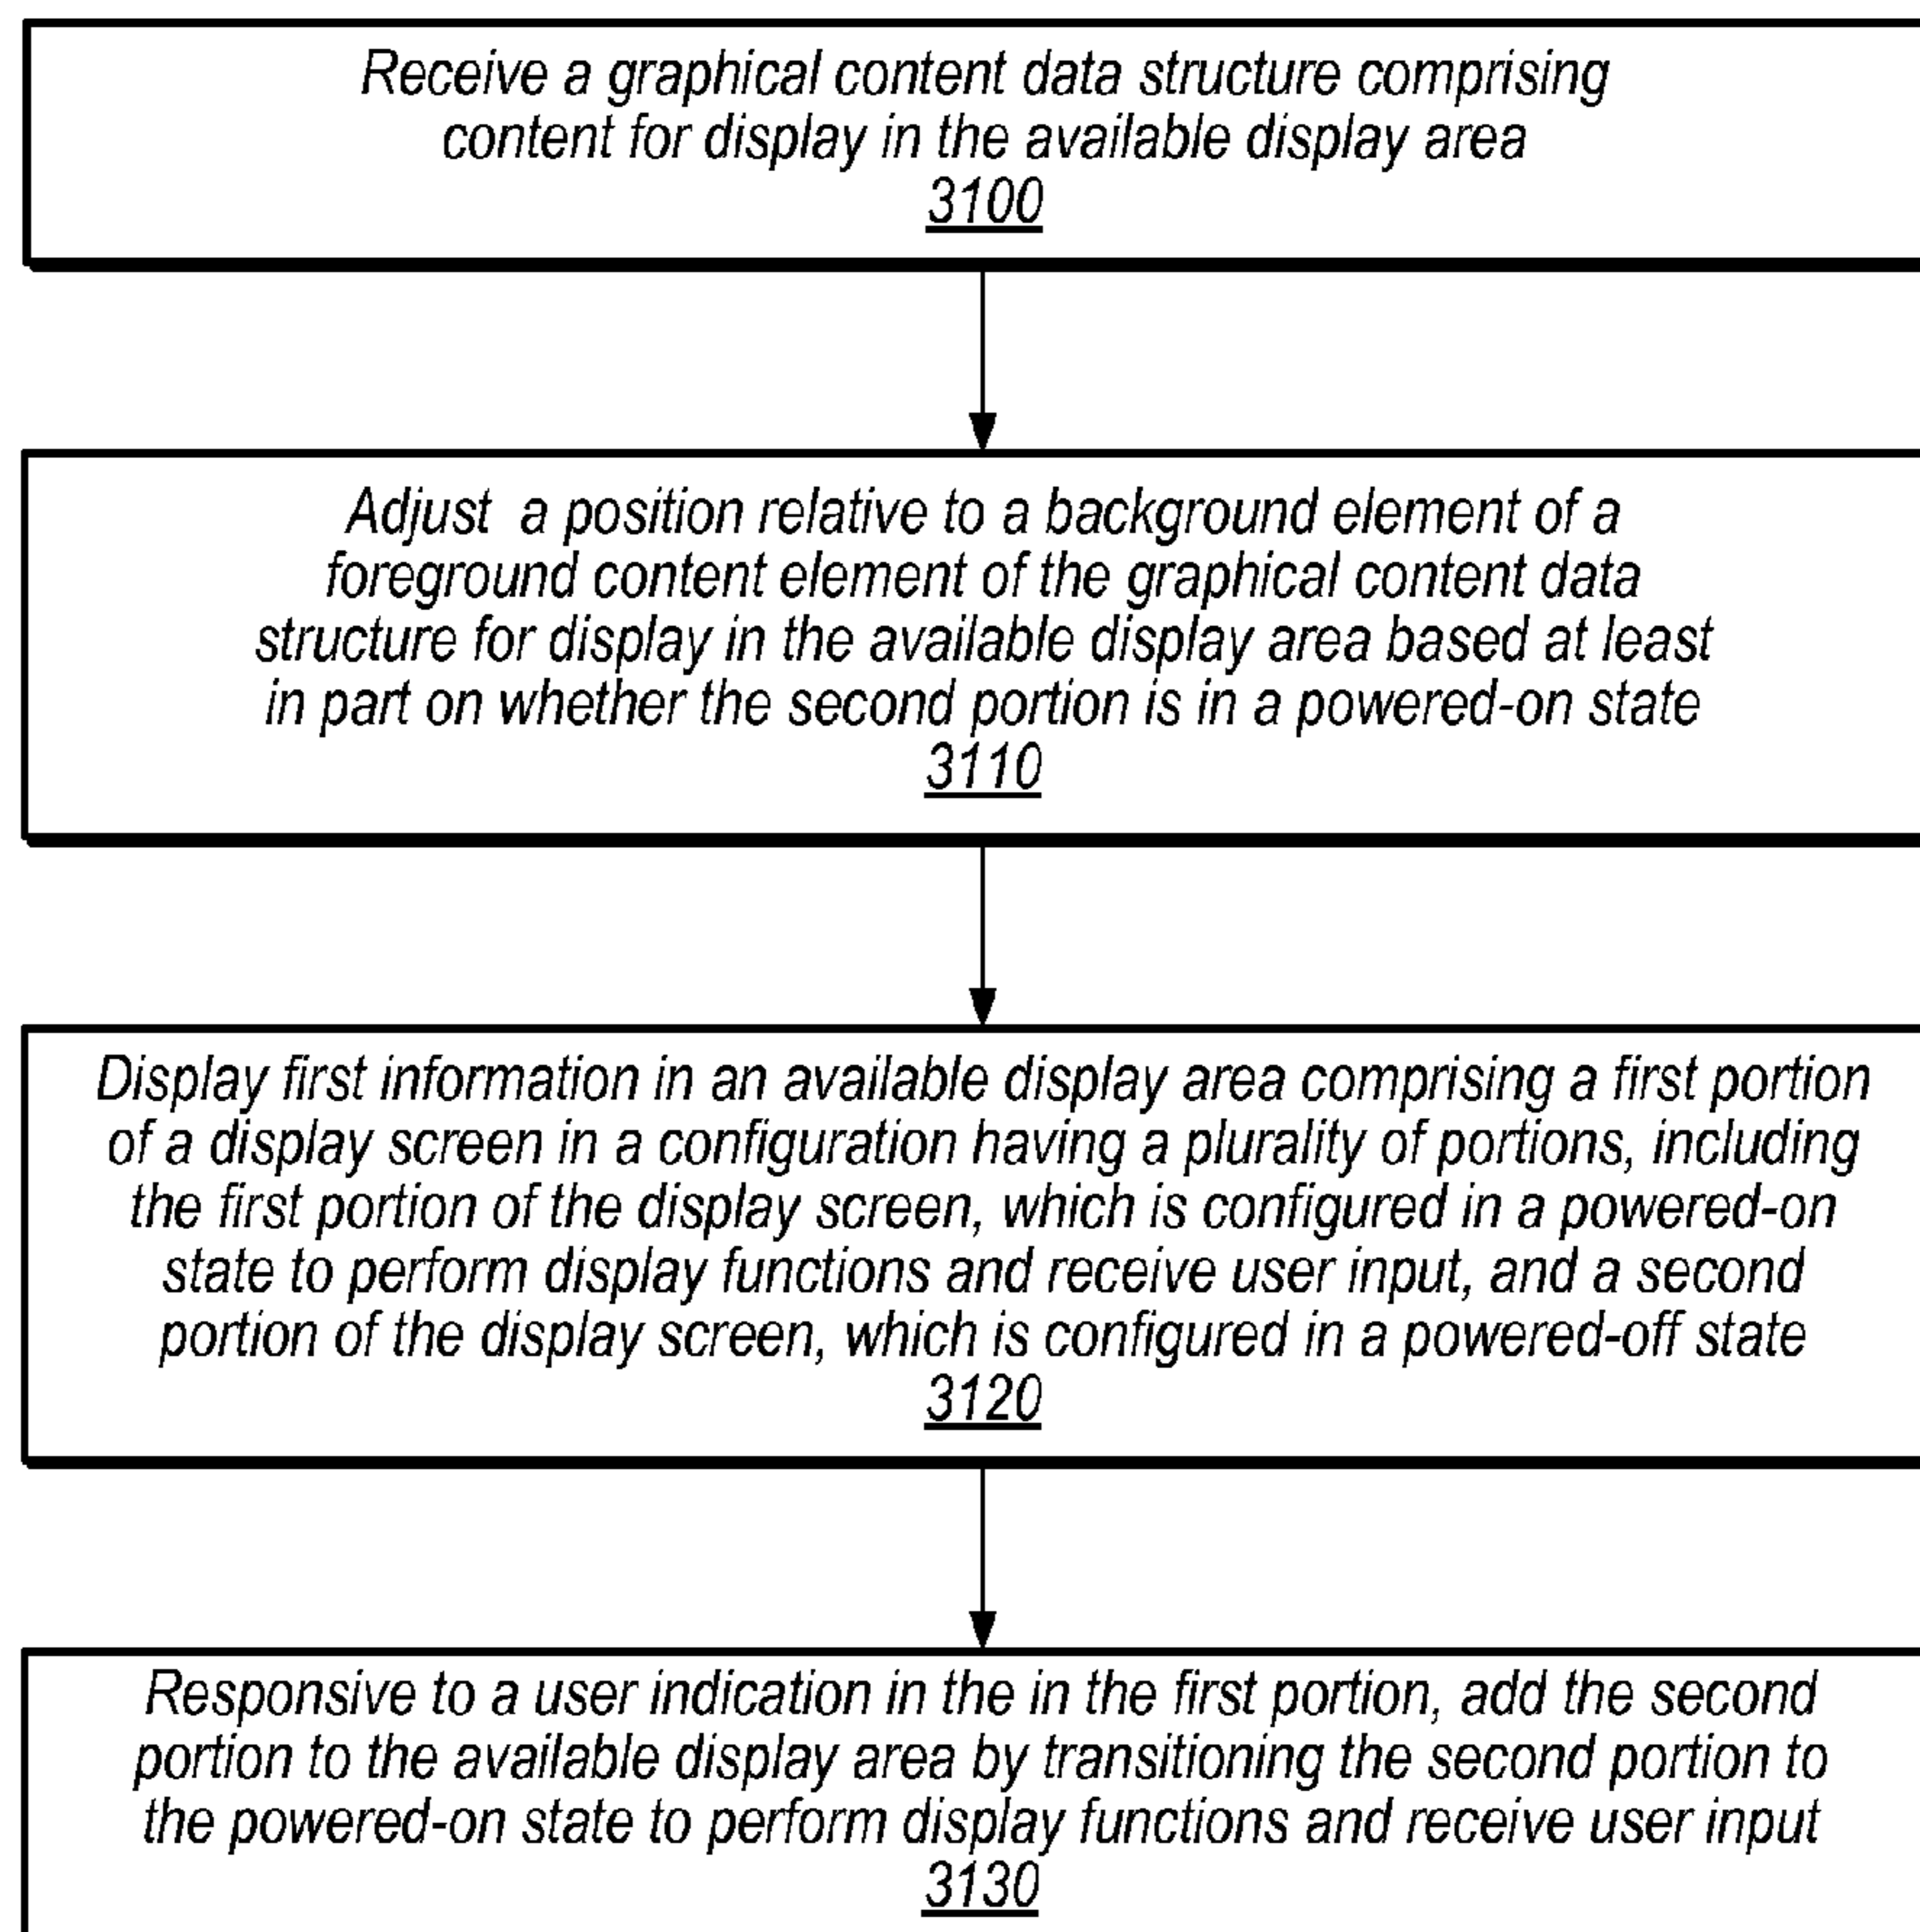 Receive a graphical content data structure comprising
content for display in the available display area
3100
Adjust a position relative to a background element of a
foreground content element of the graphical content data
structure for display in the available display area based at least
in part on whether the second portion is in a powered-on state
3110
Display first information in an available display area comprising a first portion
of a display screen in a configuration having a plurality of portions, including
the first portion of the display screen, which is configured in a powered-on
state to perform display functions and receive user input, and a second
portion of the display screen, which is configured in a powered-off state
3120
Responsive to a user indication in the in the first portion, add the second
portion to the available display area by transitioning the second portion to
the powered-on state to perform display functions and receive user input
3130